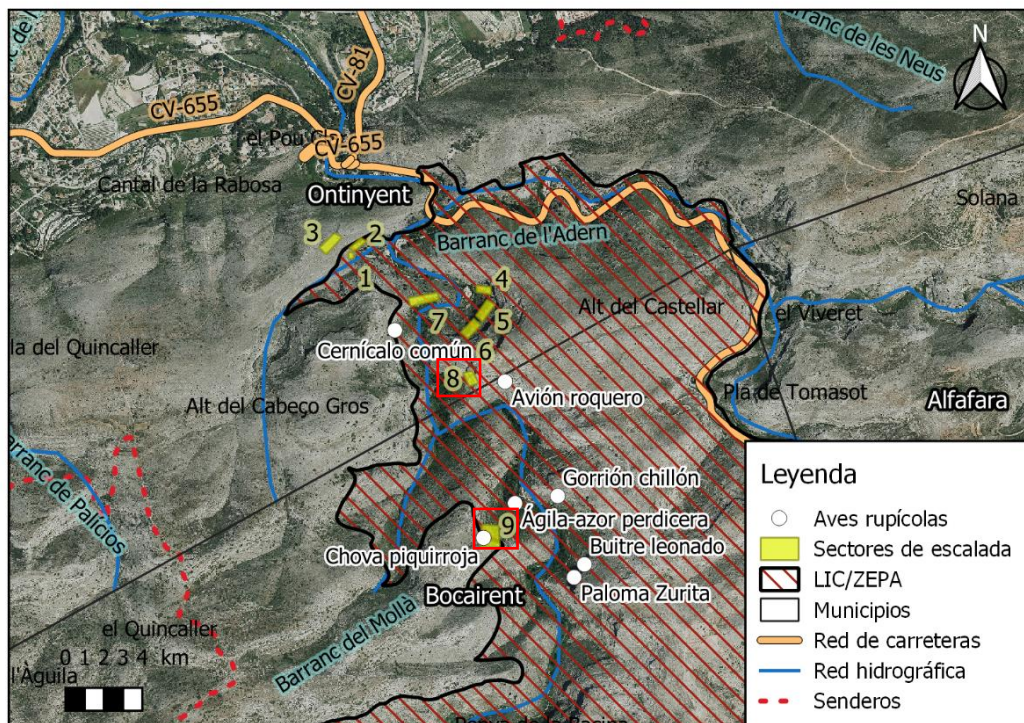 Barranc de les Neus
N
CV-81
CV-655
el Pou Clar
CV-655
Cantal de la Rabosa
Ontinyent
Solana
3
2
Barranc de l'Adern
1
4
Alt del Castellar
7
5
el Viveret
la del Quincaller
Cernícalo común
6
8
Avión roquero
Pla de Tomasot
Alfafara
Alt del Cabeço Gros
Barranc de Palícios
Gorrión chillón
9
Ágila-azor perdicera
Chova piquirroja
Buitre leonado
Bocairent
Paloma Zurita
Barranc del Mollà
el Quincaller
0 1 2 3 4 km
l'Àguila
Leyenda
Aves rupícolas
Sectores de escalada
LIC/ZEPA
Municipios
Red de carreteras
Red hidrográfica
Senderos